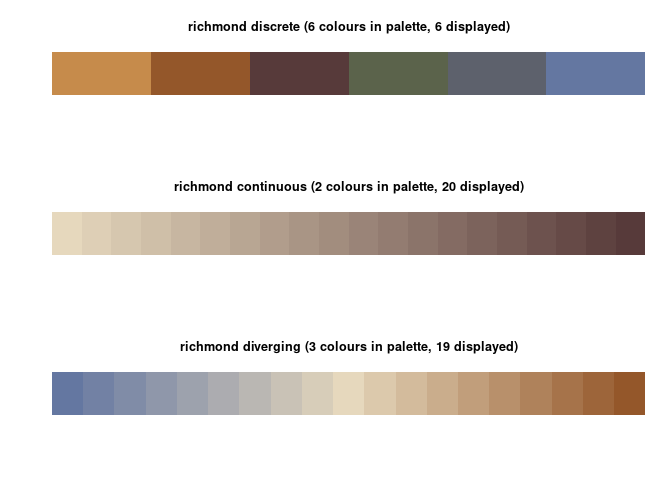 richmond discrete (6 colours in palette, 6 displayed)
richmond continuous (2 colours in palette, 20 displayed)
richmond diverging (3 colours in palette, 19 displayed)